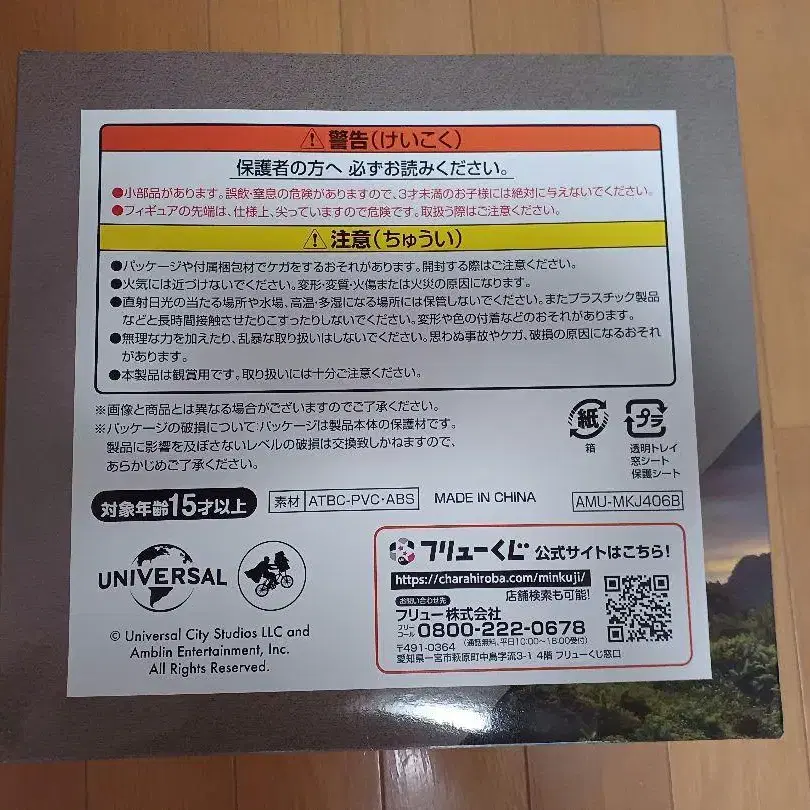 警告(けいこく)
保護者の方へ 必ずお読みください。
●小部品があります。誤飲・窒息の危険がありますので、3才未満のお子様には絶対に与えないでください。
●フィギュアの先端は、仕様上、尖っていますので危険です。取扱う際はご注意ください。
注意(ちゅうい)
●パッケージや付属梱包材でケガをするおそれがあります。開封する際はご注意ください。
●火気には近づけないでください。変形・変質・火傷または火災の原因になります。
●直射日光の当たる場所や水場、高温・多湿になる場所には保管しないでください。またプラスチック製品
などと長時間接触させたりこすったりしないでください。変形や色の付着などのおそれがあります。
●無理な力を加えたり、乱暴な取り扱いはしないでください。思わぬ事故やケガ、破損の原因になるおそれ
があります。
●本製品は観賞用です。取り扱いには十分ご注意ください。
※画像と商品とは異なる場合がございますのでご了承ください。
※パッケージの破損について:パッケージは製品本体の保護材です。
製品に影響を及ぼさないレベルの破損は交換致しかねますので、
あらかじめご了承ください。
紙
箱
プラ
透明トレイ
窓シート
保護シート
対象年齢15才以上
素材 ATBC-PVC・ABS
MADE IN CHINA
AMU-MKJ406B
UNIVERSAL
© Universal City Studios LLC and
Amblin Entertainment, Inc.
All Rights Reserved.
フリューくじ 公式サイトはこちら!
https://charahiroba.com/minkuji/
店舗検索も可能!
お問い合わせ先
フリュー株式会社
フリーコール 0800-222-0678 (通話無料、平日10:00~18:00受付)
〒491-0364
愛知県一宮市萩原町中島字流3-1 4階 フリューくじ窓口